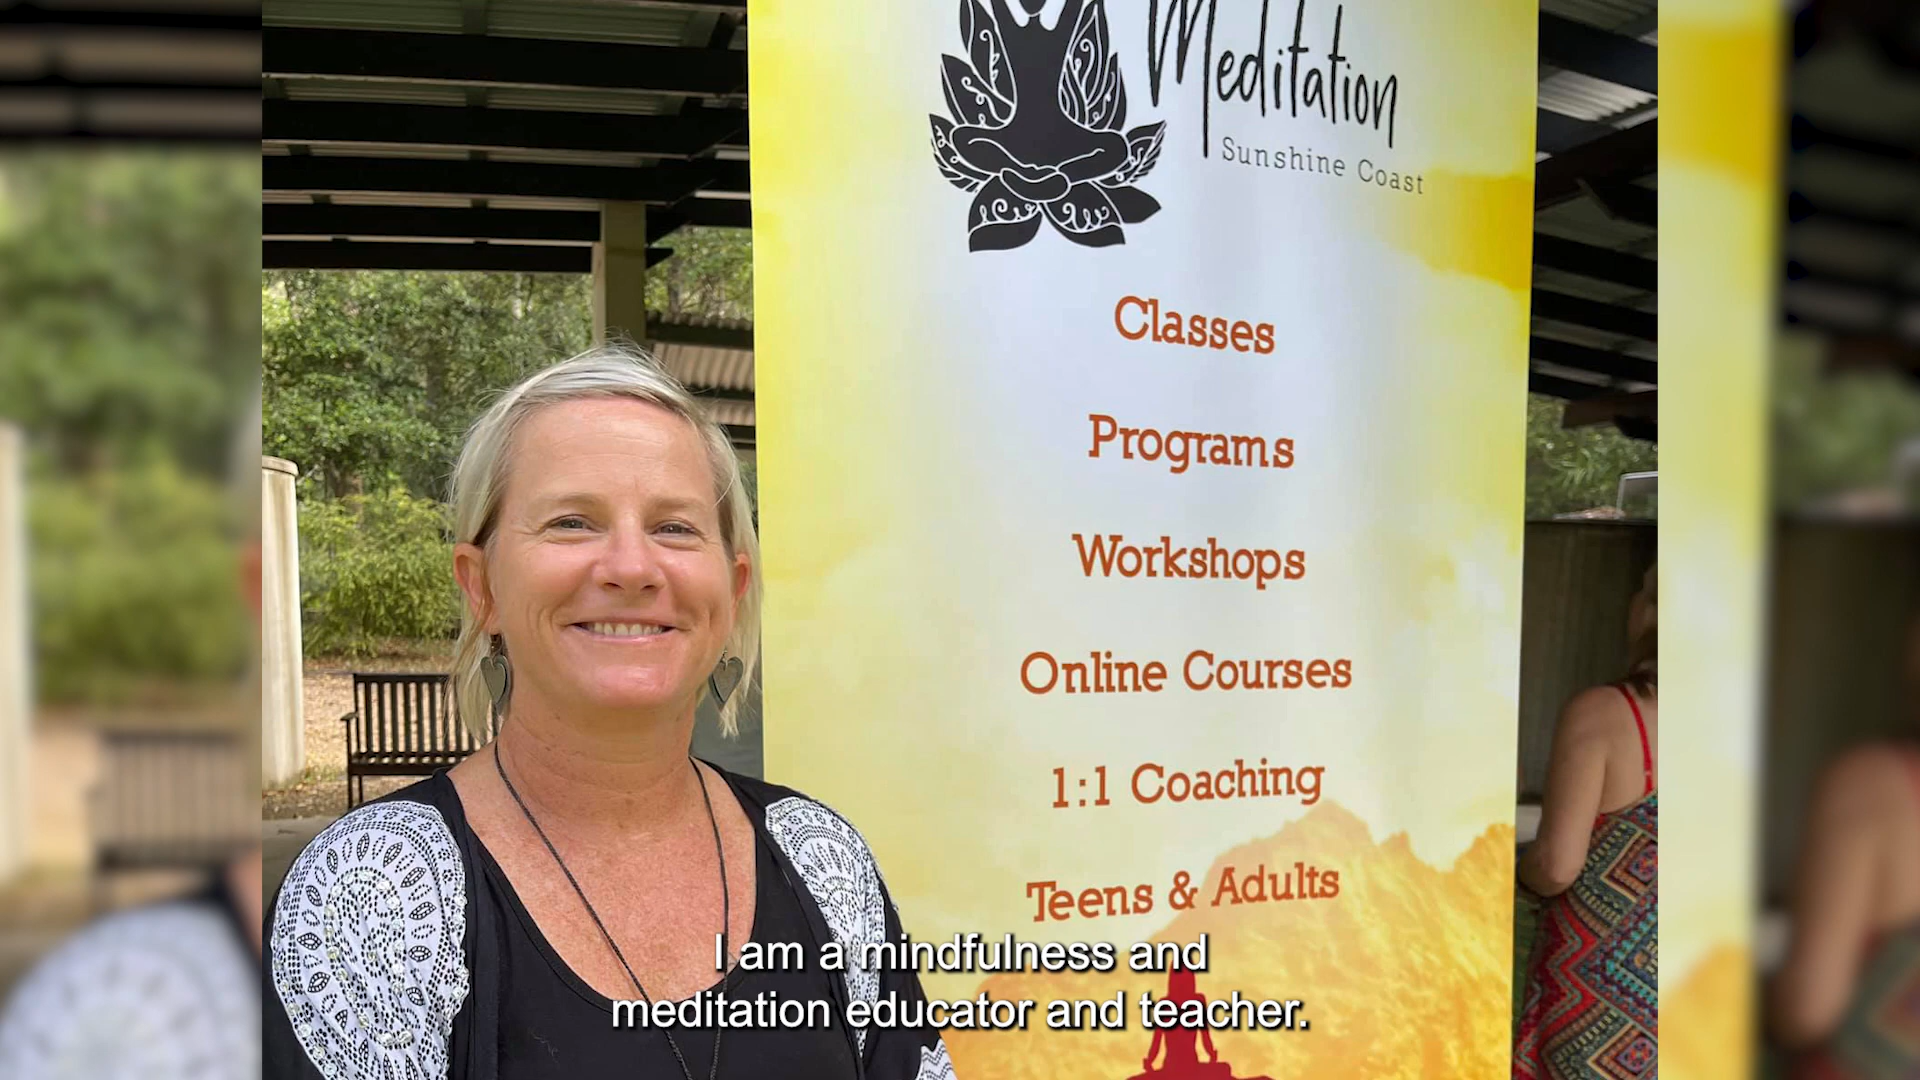 Meditation
Sunshine Coast
Classes
Programs
Workshops
Online Courses
1:1 Coaching
Teens & Adults
I am a mindfulness and
meditation educator and teacher.